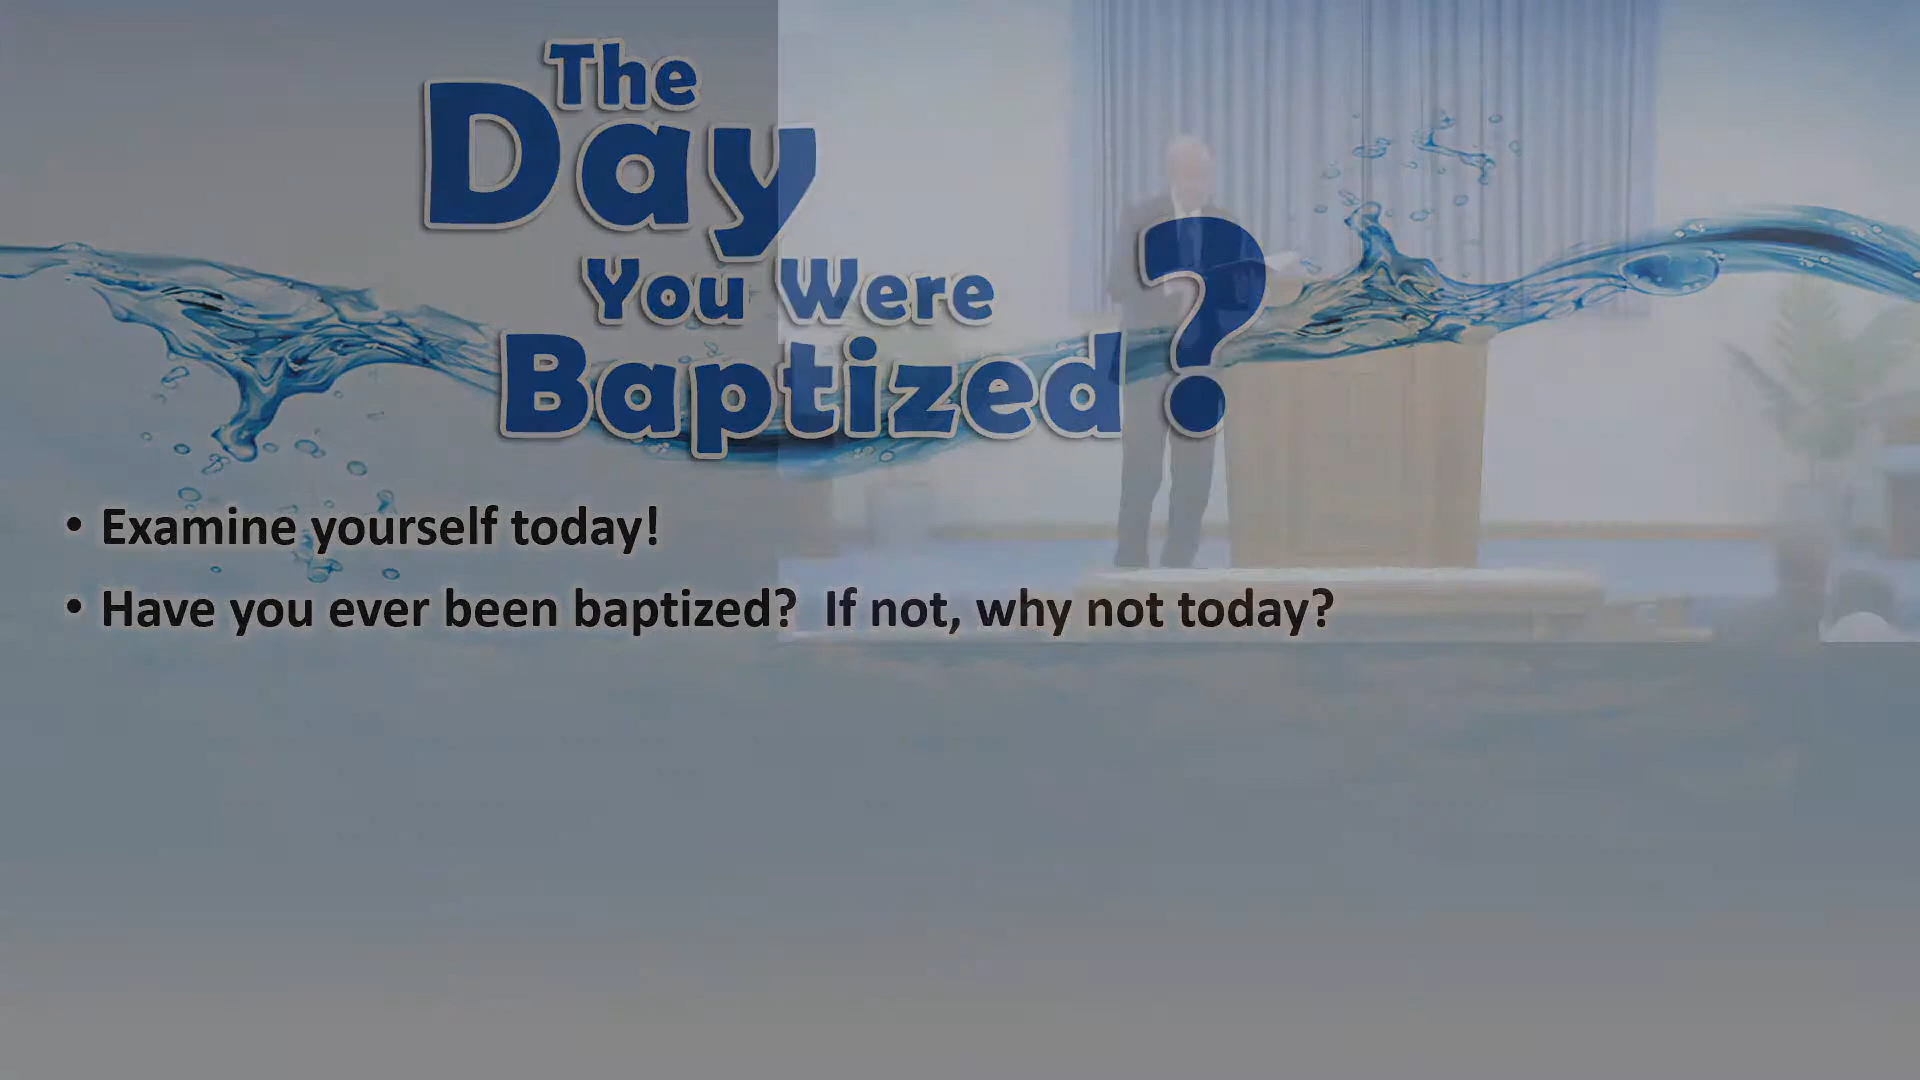 The
Day
You Were
Baptized?
• Examine yourself today!
• Have you ever been baptized?  If not, why not today?